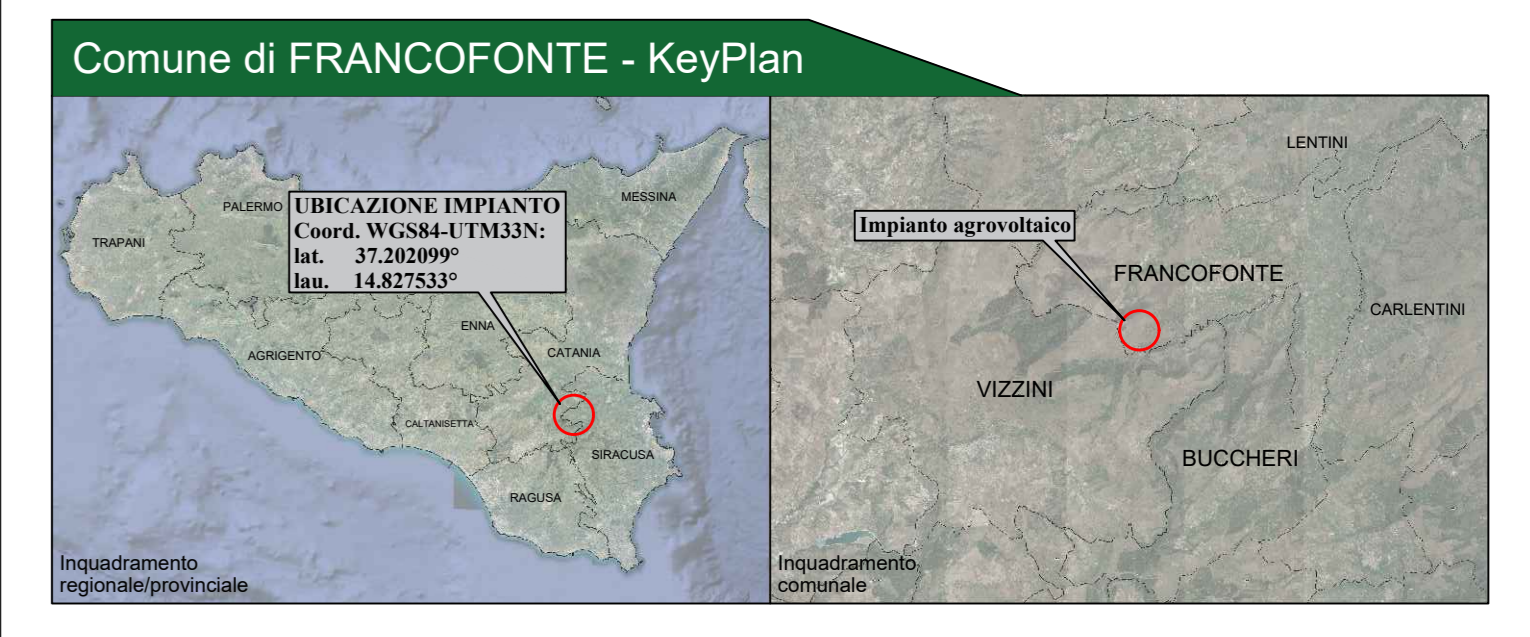 Comune di FRANCOFONTE - KeyPlan
MESSINA
PALERMO
TRAPANI
UBICAZIONE IMPIANTO
Coord. WGS84-UTM33N:
lat. 37.202099°
lau. 14.827533°
ENNA
CATANIA
AGRIGENTO
CALTANISETTA
SIRACUSA
RAGUSA
Inquadramento
regionale/provinciale
LENTINI
Impianto agrovoltaico
FRANCOFONTE
CARLENTINI
VIZZINI
BUCCHERI
Inquadramento
comunale